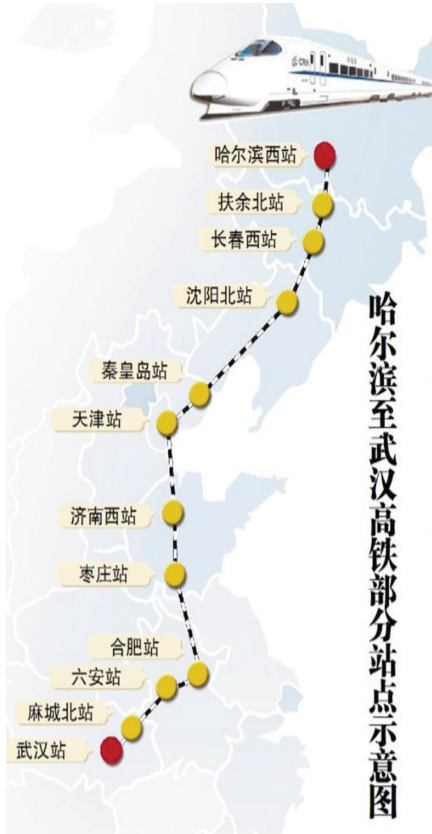 CRH
哈尔滨西站
扶余北站
长春西站
沈阳北站
秦皇岛站
天津站
济南西站
枣庄站
合肥站
六安站
麻城北站
武汉站
哈尔滨至武汉高铁部分站点示意图